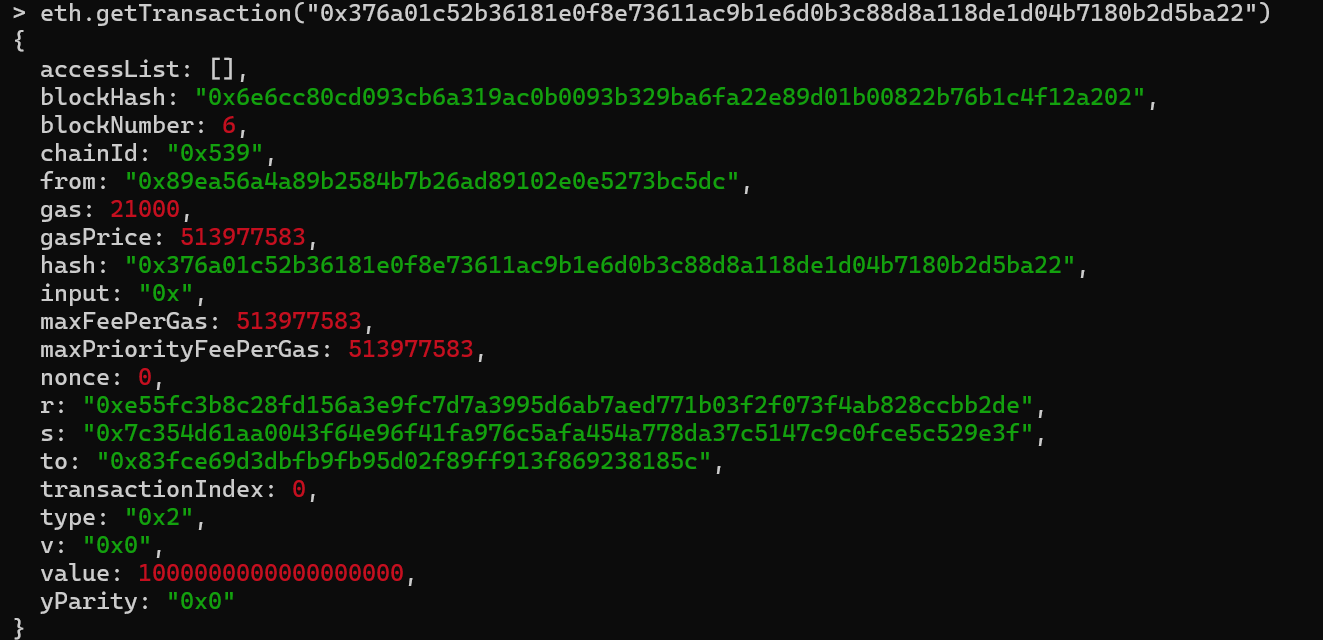 > eth.getTransaction("0x376a01c52b36181e0f8e73611ac9b1e6d0b3c88d8a118de1d04b7180b2d5ba22")
{
  accessList: [],
  blockHash: "0x6e6cc80cd093cb6a319ac0b0093b329ba6fa22e89d01b00822b76b1c4f12a202",
  blockNumber: 6,
  chainId: "0x539",
  from: "0x89ea56a4a89b2584b7b26ad89102e0e5273bc5dc",
  gas: 21000,
  gasPrice: 513977583,
  hash: "0x376a01c52b36181e0f8e73611ac9b1e6d0b3c88d8a118de1d04b7180b2d5ba22",
  input: "0x",
  maxFeePerGas: 513977583,
  maxPriorityFeePerGas: 513977583,
  nonce: 0,
  r: "0xe55fc3b8c28fd156a3e9fc7d7a3995d6ab7aed771b03f2f073f4ab828ccbb2de",
  s: "0x7c354d61aa0043f64e96f41fa976c5afa454a778da37c5147c9c0fce5c529e3f",
  to: "0x83fce69d3dbfb9fb95d02f89ff913f869238185c",
  transactionIndex: 0,
  type: "0x2",
  v: "0x0",
  value: 1000000000000000000,
  yParity: "0x0"
}